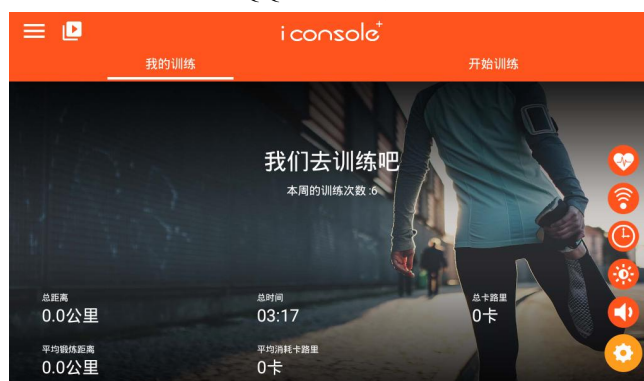 iconsole+
我的训练
开始训练
我们去训练吧
本周的训练次数:6
总距离
0.0公里
总时间
03:17
总卡路里
0卡
平均锻炼距离
0.0公里
平均消耗卡路里
0卡